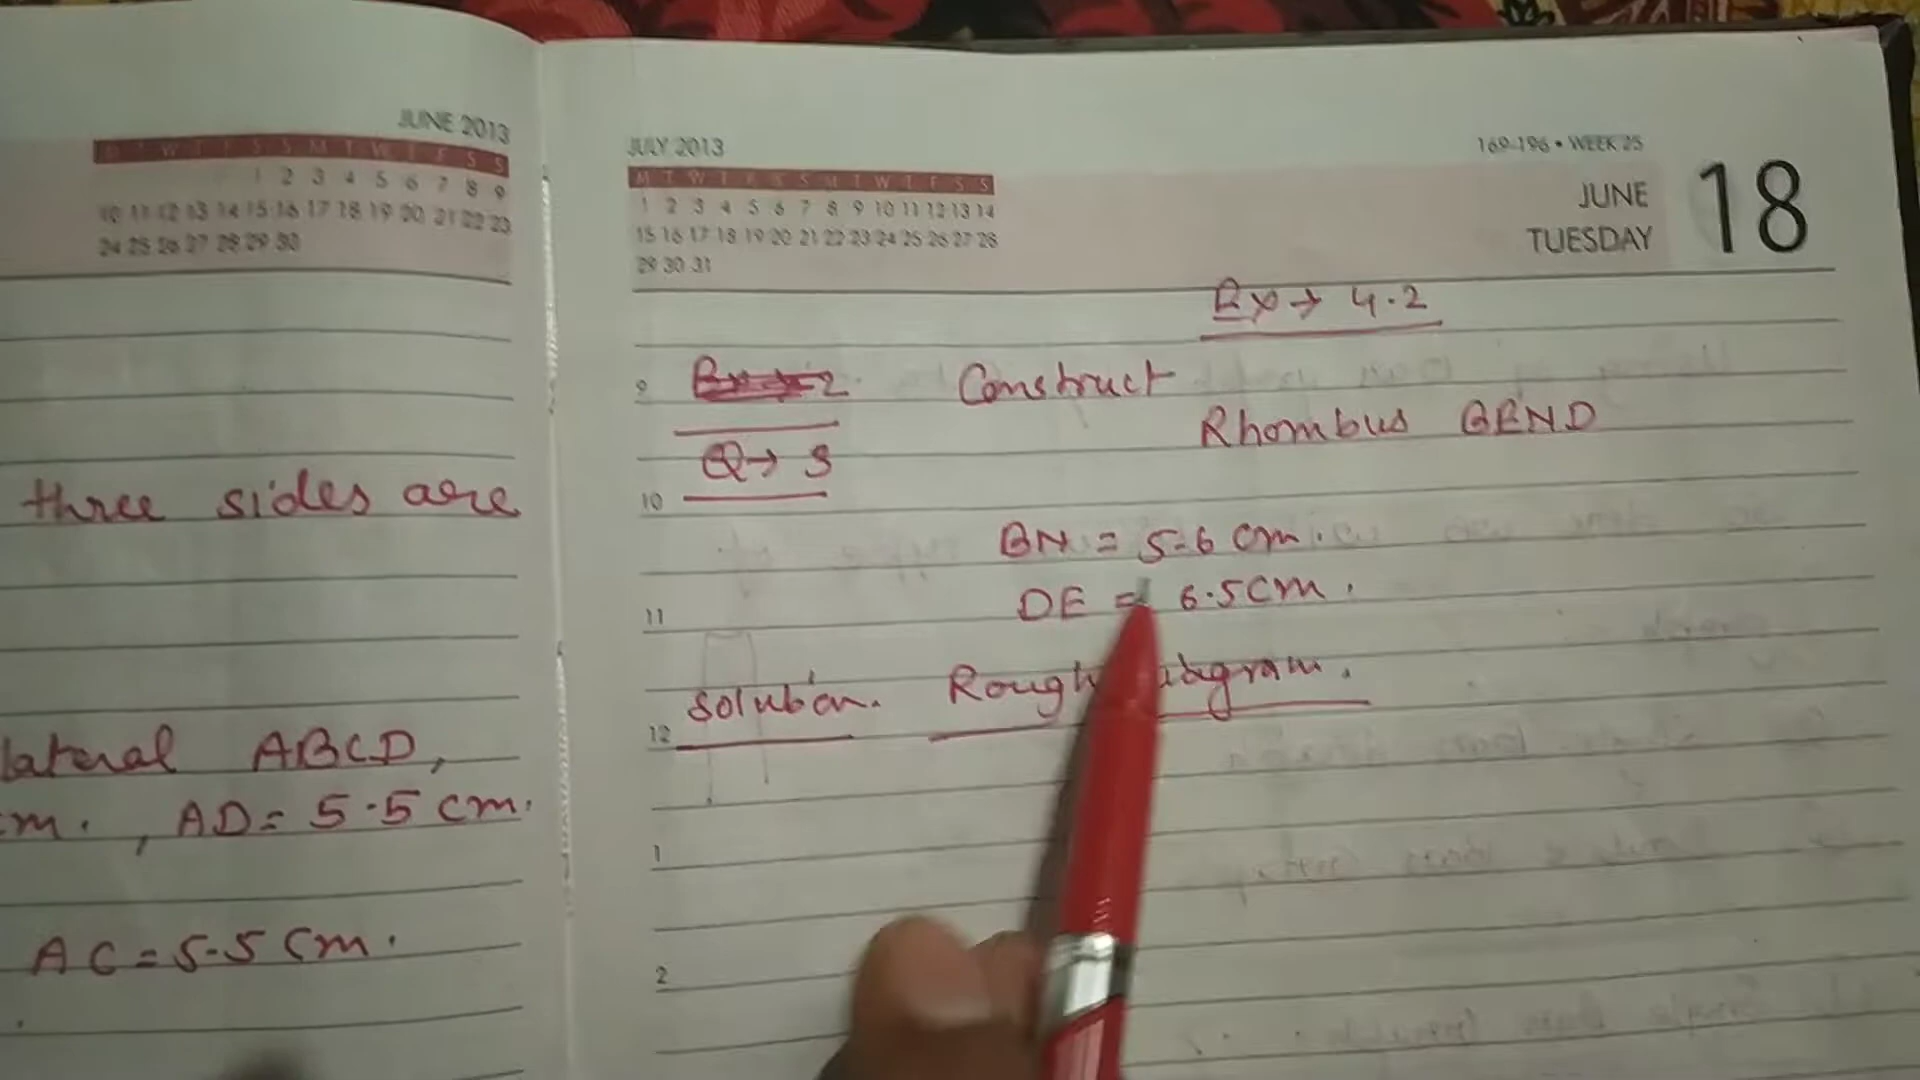 JUNE 2013
1 2 3 4 5 6 7 8 9
10 11 12 13 14 15 16 17 18 19 20 21 22 23
24 25 26 27 28 29 30
three sides are
lateral ABCD,
cm. , AD = 5.5 cm.
AC = 5.5 cm.
JULY 2013
M T W T F S S M T W T F S S
1 2 3 4 5 6 7 8 9 10 11 12 13 14
15 16 17 18 19 20 21 22 23 24 25 26 27 28
29 30 31
169-196 • WEEK 25
JUNE
TUESDAY
18
Ex → 4.2
9
Construct
Rhombus BEND
Q → 3
10
BN = 5.6 cm.
DE = 6.5 cm.
11
Solution. Rough diagram.
12
1
2